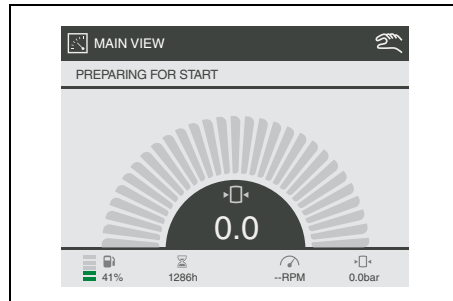 MAIN VIEW
PREPARING FOR START
0.0
41% 1286h --RPM 0.0bar